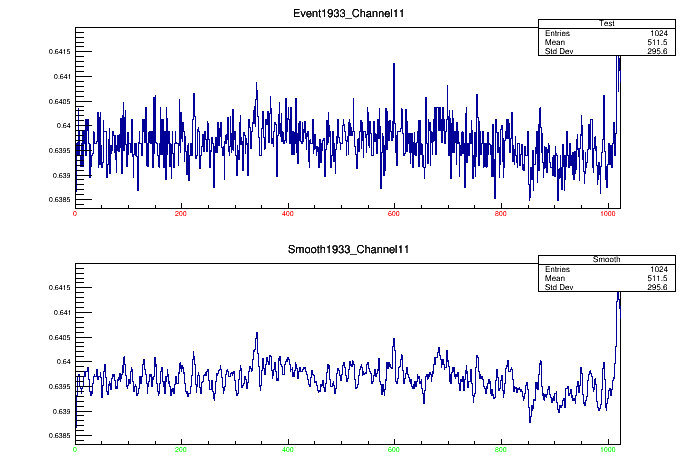 Event1933_Channel11
Test
Entries 1024
Mean 511.5
Std Dev 295.6
0.6415
0.641
0.6405
0.64
0.6395
0.639
0.6385
0 200 400 600 800 1000
Smooth1933_Channel11
Smooth
Entries 1024
Mean 511.5
Std Dev 295.6
0.6415
0.641
0.6405
0.64
0.6395
0.639
0.6385
0 200 400 600 800 1000